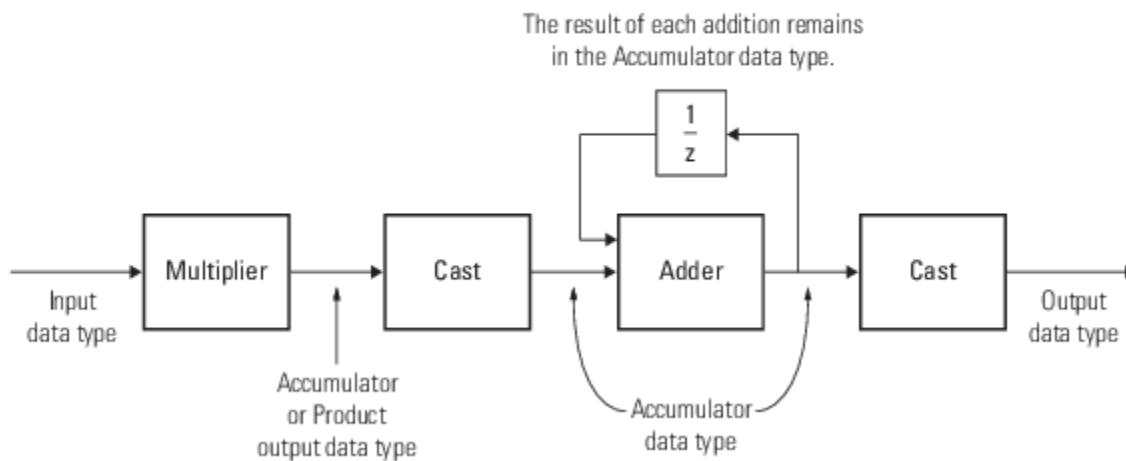 The result of each addition remains
in the Accumulator data type.
1
z
Multiplier
Cast
Adder
Cast
Input
data type
Accumulator
or Product
output data type
Accumulator
data type
Output
data type